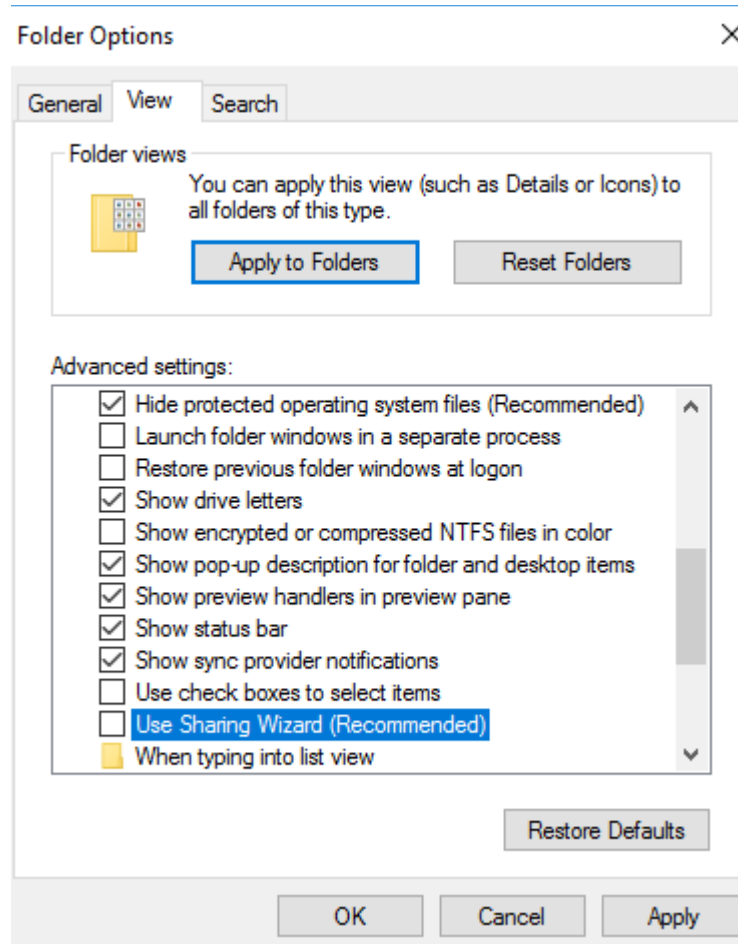 Folder Options
General View Search
Folder views
You can apply this view (such as Details or Icons) to
all folders of this type.
Apply to Folders Reset Folders
Advanced settings:
Hide protected operating system files (Recommended)
Launch folder windows in a separate process
Restore previous folder windows at logon
Show drive letters
Show encrypted or compressed NTFS files in color
Show pop-up description for folder and desktop items
Show preview handlers in preview pane
Show status bar
Show sync provider notifications
Use check boxes to select items
Use Sharing Wizard (Recommended)
When typing into list view
Restore Defaults
OK Cancel Apply